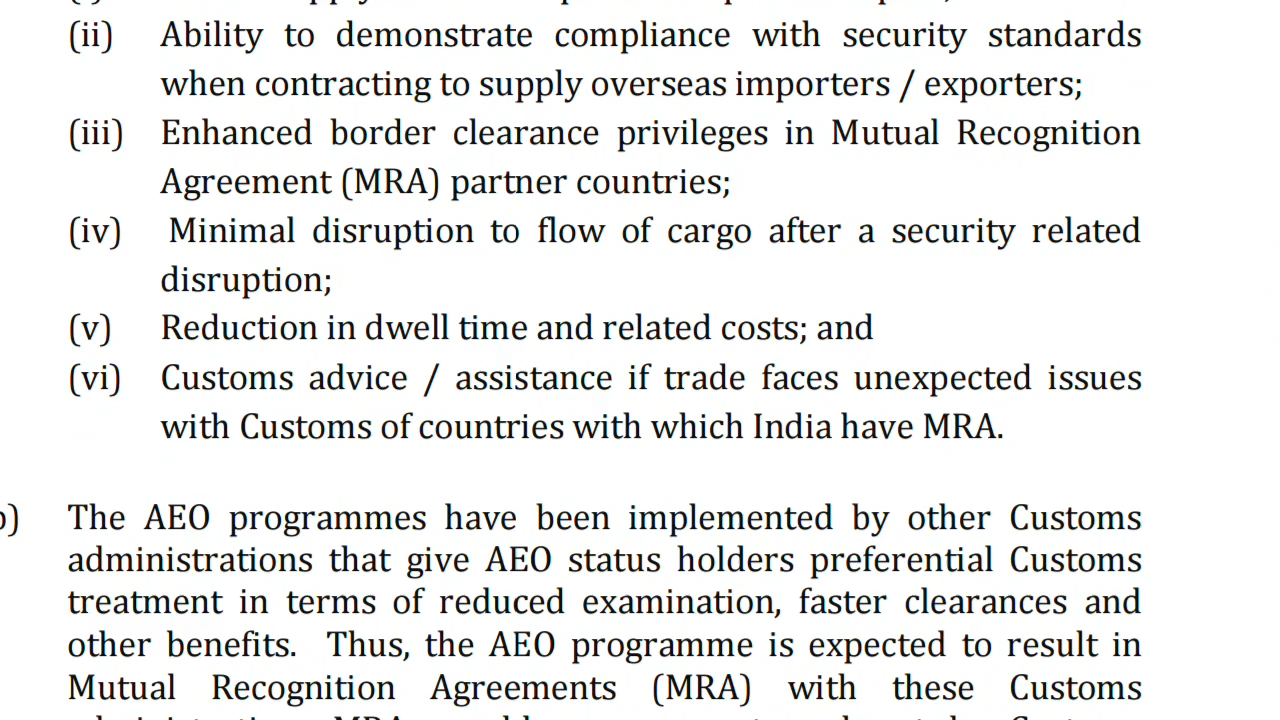 (ii) Ability to demonstrate compliance with security standards
when contracting to supply overseas importers / exporters;
(iii) Enhanced border clearance privileges in Mutual Recognition
Agreement (MRA) partner countries;
(iv) Minimal disruption to flow of cargo after a security related
disruption;
(v) Reduction in dwell time and related costs; and
(vi) Customs advice / assistance if trade faces unexpected issues
with Customs of countries with which India have MRA.
The AEO programmes have been implemented by other Customs
administrations that give AEO status holders preferential Customs
treatment in terms of reduced examination, faster clearances and
other benefits. Thus, the AEO programme is expected to result in
Mutual Recognition Agreements (MRA) with these Customs